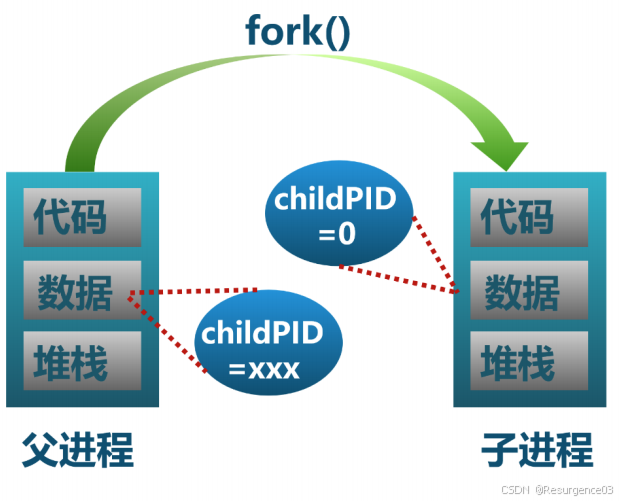 fork()
代码
数据
堆栈
childPID
=xxx
childPID
=0
代码
数据
堆栈
父进程
子进程
CSDN @Resurgence03